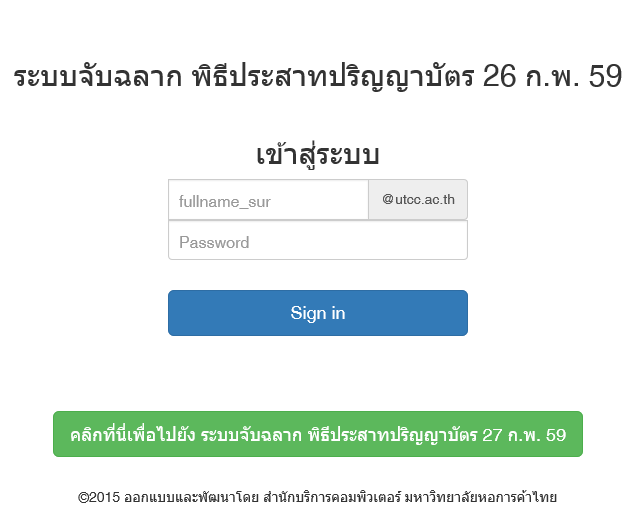 ระบบจับฉลาก พิธีประสาทปริญญาบัตร 26 ก.พ. 59
เข้าสู่ระบบ
fullname_sur @utcc.ac.th
Password
Sign in
คลิกที่นี่เพื่อไปยัง ระบบจับฉลาก พิธีประสาทปริญญาบัตร 27 ก.พ. 59
©2015 ออกแบบและพัฒนาโดย สำนักบริการคอมพิวเตอร์ มหาวิทยาลัยหอการค้าไทย